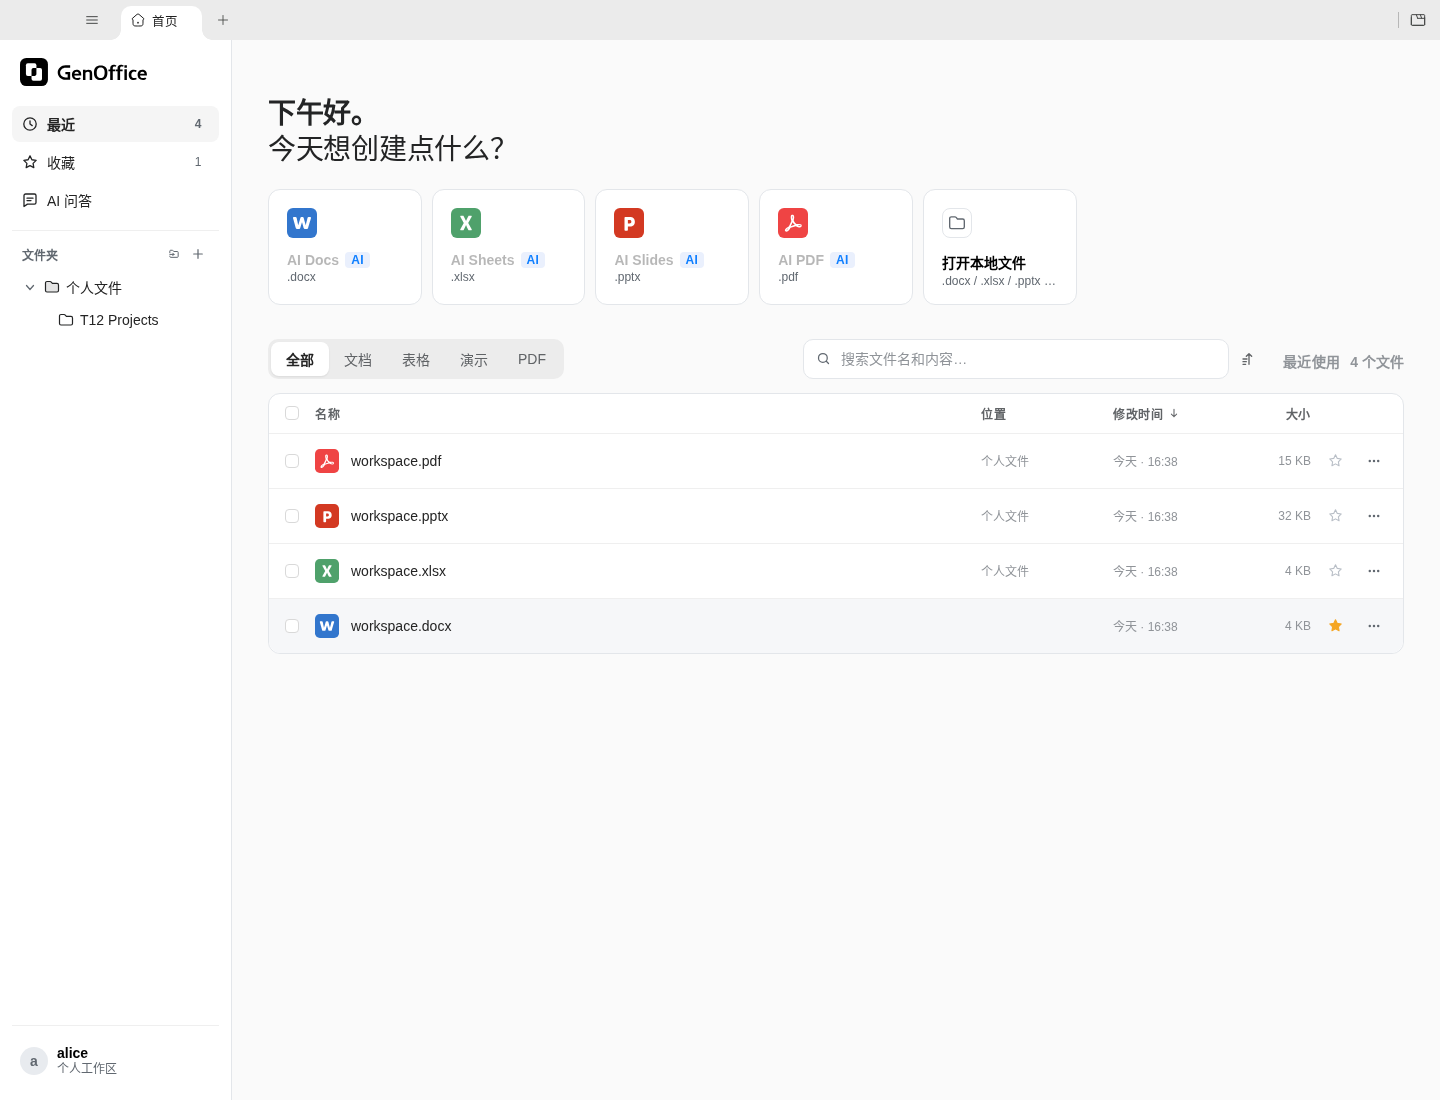 首页
GenOffice
最近 4
收藏 1
AI 问答
文件夹
个人文件
T12 Projects
alice
a
个人工作区
下午好。
今天想创建点什么？
W
AI Docs AI
.docx
X
AI Sheets AI
.xlsx
P
AI Slides AI
.pptx
AI PDF AI
.pdf
打开本地文件
.docx / .xlsx / .pptx …
全部 文档 表格 演示 PDF
搜索文件名和内容…
最近使用 4 个文件
名称 位置 修改时间 ↓ 大小
workspace.pdf 个人文件 今天 · 16:38 15 KB
P workspace.pptx 个人文件 今天 · 16:38 32 KB
X workspace.xlsx 个人文件 今天 · 16:38 4 KB
W workspace.docx 今天 · 16:38 4 KB